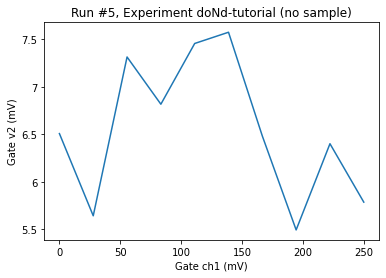 Run #5, Experiment doNd-tutorial (no sample)
7.5
7
6.5
6
5.5
Gate v2 (mV)
0 50 100 150 200 250
Gate ch1 (mV)